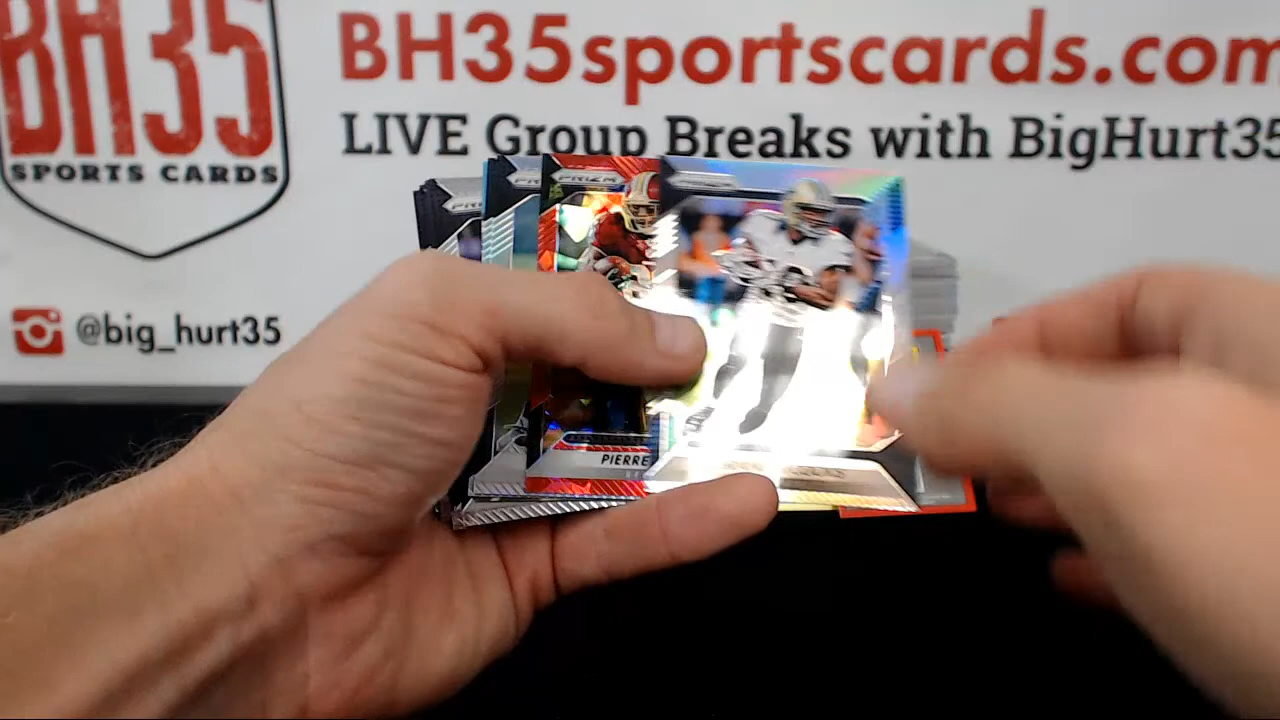 BH35
SPORTS CARDS
@big_hurt35
BH35sportscards.com
LIVE Group Breaks with BigHurt35
PRIZM
PIERRE